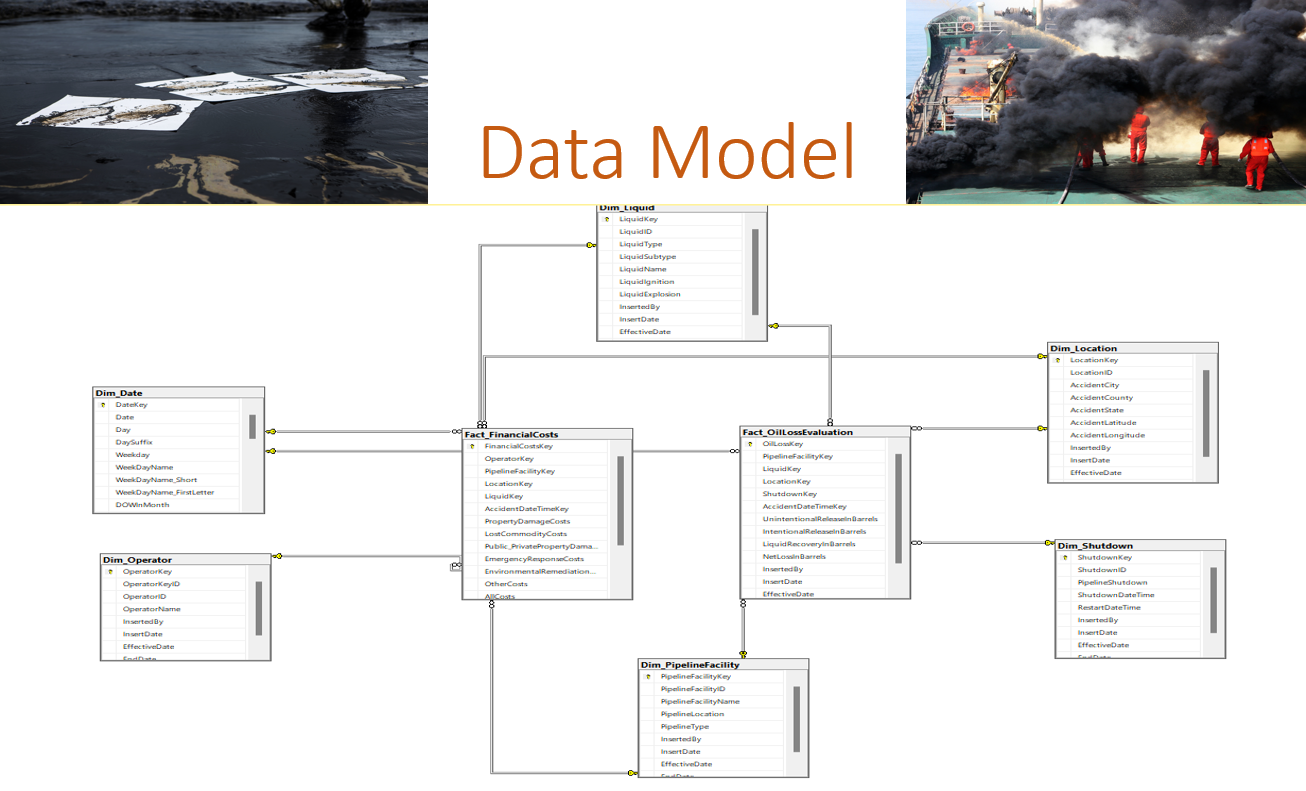 Data Model
Dim_Liquid
LiquidKey
LiquidID
LiquidType
LiquidSubtype
LiquidName
LiquidIgnition
LiquidExplosion
InsertedBy
InsertDate
EffectiveDate
Dim_Location
LocationKey
LocationID
AccidentCity
AccidentCounty
AccidentState
AccidentLatitude
AccidentLongitude
InsertedBy
InsertDate
EffectiveDate
Dim_Date
DateKey
Date
Day
DaySuffix
Weekday
WeekDayName
WeekDayName_Short
WeekDayName_FirstLetter
DOWInMonth
Fact_FinancialCosts
FinancialCostsKey
OperatorKey
PipelineFacilityKey
LocationKey
LiquidKey
AccidentDateTimeKey
PropertyDamageCosts
LostCommodityCosts
Public_PrivatePropertyDama...
EmergencyResponseCosts
EnvironmentalRemediation...
OtherCosts
AllCosts
Fact_OilLossEvaluation
OilLossKey
PipelineFacilityKey
LiquidKey
LocationKey
ShutdownKey
AccidentDateTimeKey
UnintentionalReleaseInBarrels
IntentionalReleaseInBarrels
LiquidRecoveryInBarrels
NetLossInBarrels
InsertedBy
InsertDate
EffectiveDate
Dim_Operator
OperatorKey
OperatorKeyID
OperatorID
OperatorName
InsertedBy
InsertDate
EffectiveDate
EndDate
Dim_Shutdown
ShutdownKey
ShutdownID
PipelineShutdown
ShutdownDateTime
RestartDateTime
InsertedBy
InsertDate
EffectiveDate
EndDate
Dim_PipelineFacility
PipelineFacilityKey
PipelineFacilityID
PipelineFacilityName
PipelineLocation
PipelineType
InsertedBy
InsertDate
EffectiveDate
EndDate